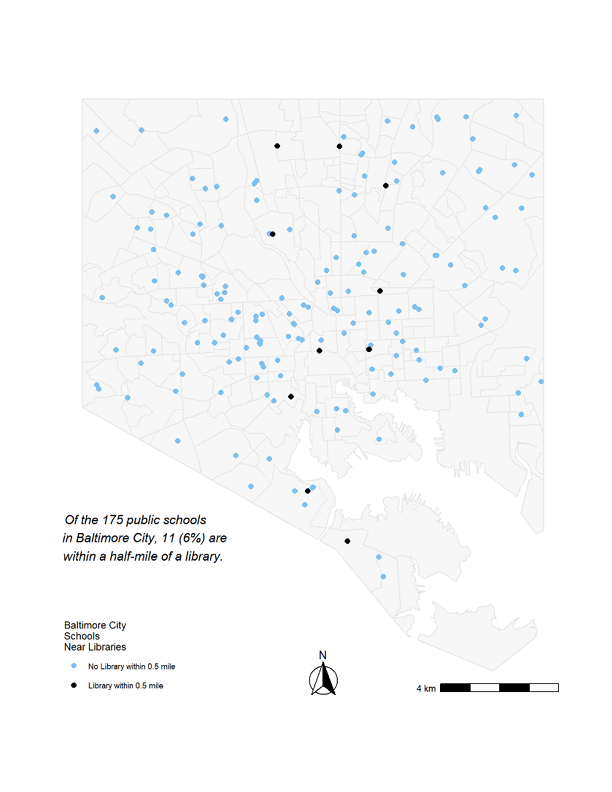 Of the 175 public schools
in Baltimore City, 11 (6%) are
within a half-mile of a library.
Baltimore City
Schools
Near Libraries
No Library within 0.5 mile
Library within 0.5 mile
N
4 km